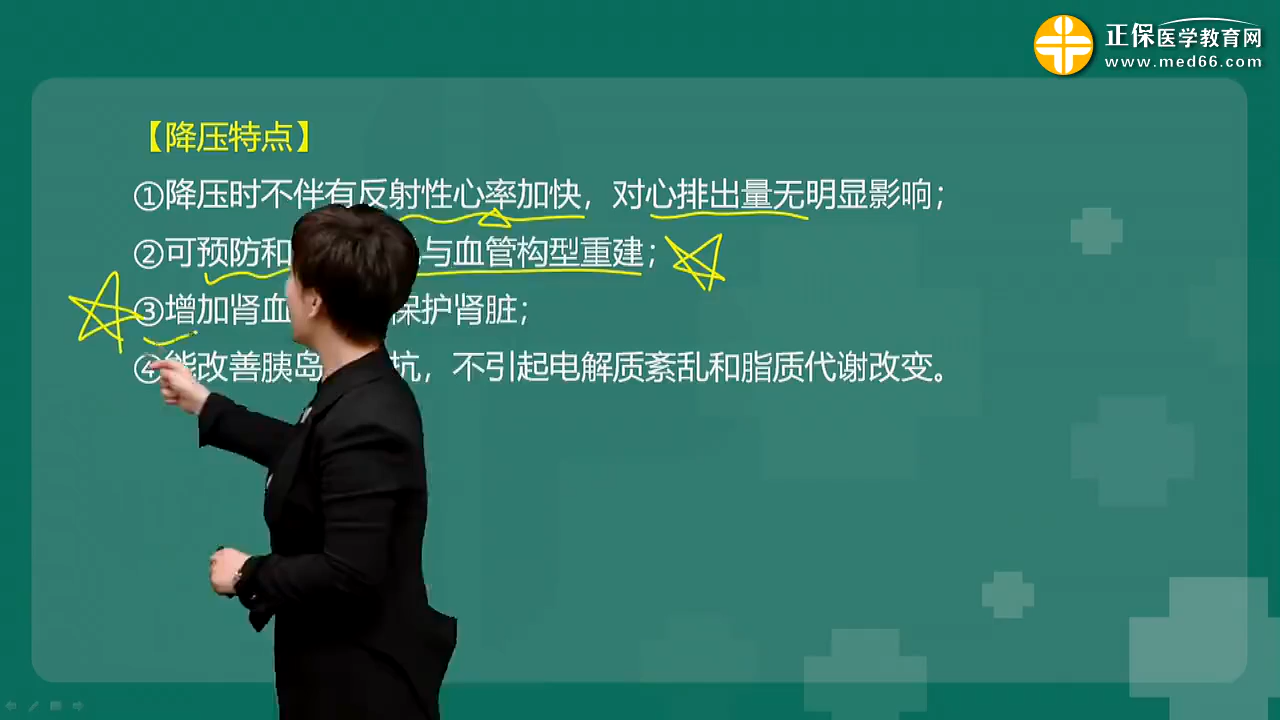 正保医学教育网
www.med66.com
【降压特点】
①降压时不伴有反射性心率加快，对心排出量无明显影响；
②可预防和 与血管构型重建；
③增加肾血 保护肾脏；
④能改善胰岛 抗，不引起电解质紊乱和脂质代谢改变。